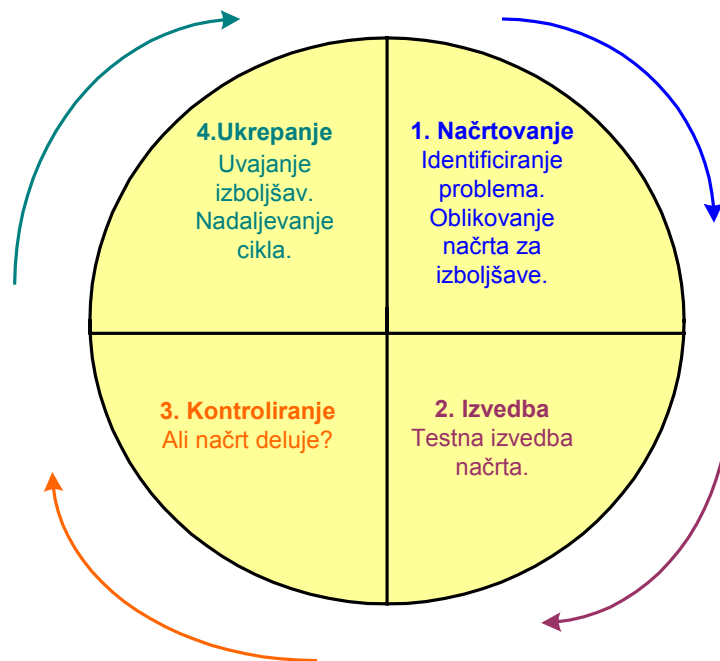 1. Načrtovanje
Identificiranje
problema.
Oblikovanje
načrta za
izboljšave.
2. Izvedba
Testna izvedba
načrta.
3. Kontroliranje
Ali načrt deluje?
4.Ukrepanje
Uvajanje
izboljšav.
Nadaljevanje
cikla.